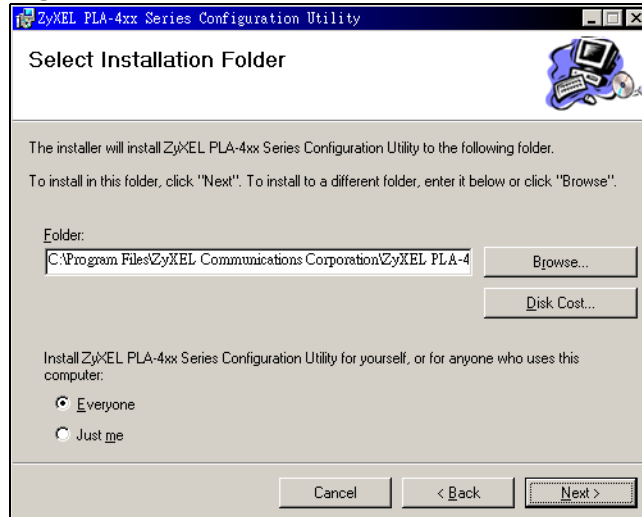 ZyXEL PLA-4xx Series Configuration Utility
Select Installation Folder
The installer will install ZyXEL PLA-4xx Series Configuration Utility to the following folder.
To install in this folder, click "Next". To install to a different folder, enter it below or click "Browse".
Folder:
C:\Program Files\ZyXEL Communications Corporation\ZyXEL PLA-4
Browse...
Disk Cost...
Install ZyXEL PLA-4xx Series Configuration Utility for yourself, or for anyone who uses this
computer:
Everyone
Just me
Cancel
< Back
Next >